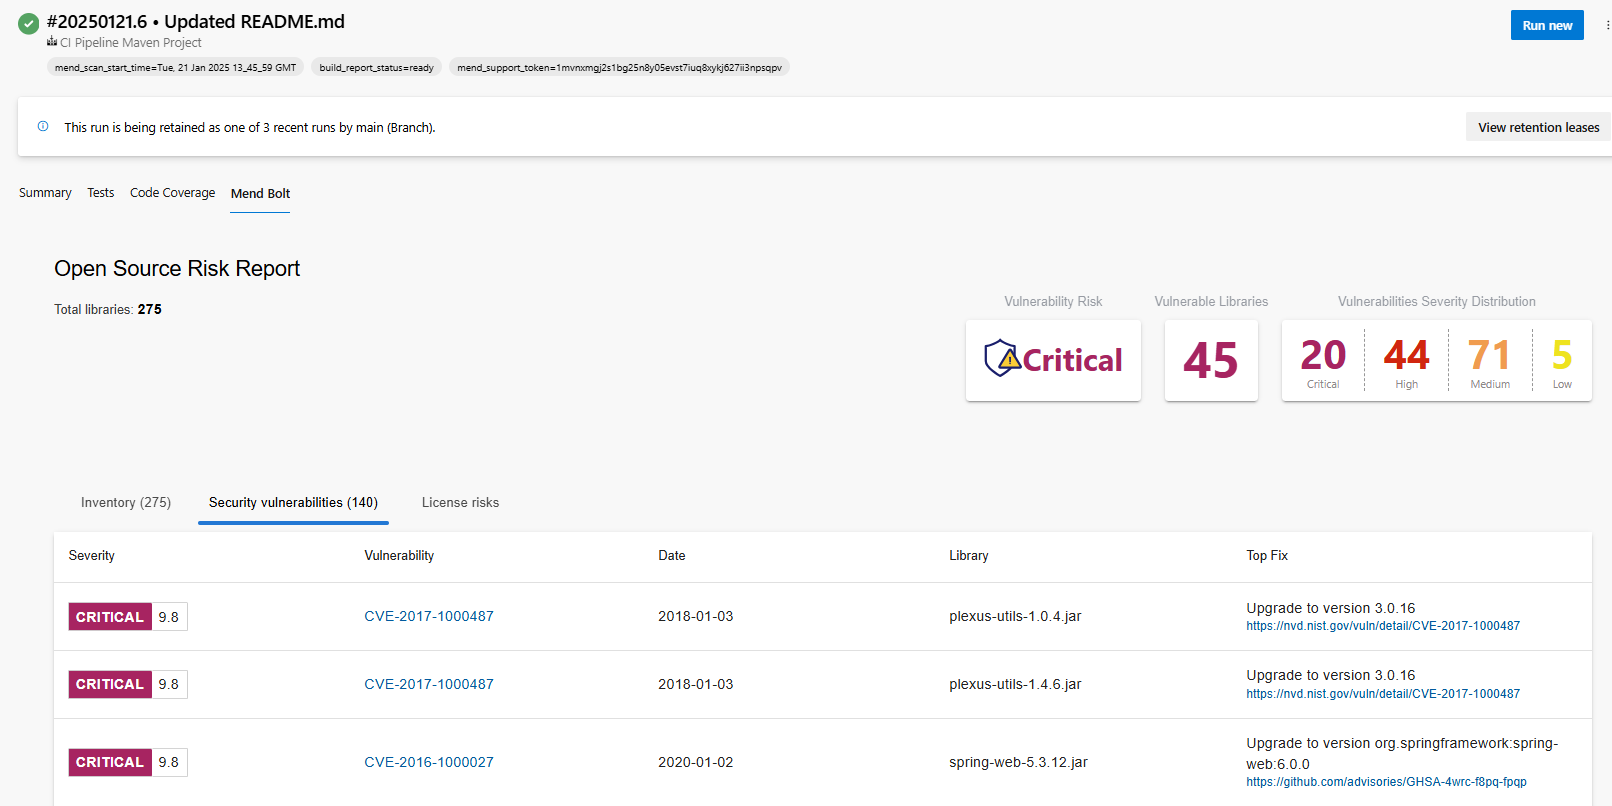 #20250121.6 • Updated README.md
Run new
CI Pipeline Maven Project
mend_scan_start_time=Tue, 21 Jan 2025 13_45_59 GMT
build_report_status=ready
mend_support_token=1mvnxmgj2s1bg25n8y05evst7iuq8xykj627ii3npsqpv
This run is being retained as one of 3 recent runs by main (Branch).
View retention leases
Summary
Tests
Code Coverage
Mend Bolt
Open Source Risk Report
Total libraries: 275
Vulnerability Risk
Vulnerable Libraries
Vulnerabilities Severity Distribution
Critical
45
20
44
71
5
Critical
High
Medium
Low
Inventory (275)
Security vulnerabilities (140)
License risks
Severity
Vulnerability
Date
Library
Top Fix
CRITICAL 9.8
CVE-2017-1000487
2018-01-03
plexus-utils-1.0.4.jar
Upgrade to version 3.0.16
https://nvd.nist.gov/vuln/detail/CVE-2017-1000487
CRITICAL 9.8
CVE-2017-1000487
2018-01-03
plexus-utils-1.4.6.jar
Upgrade to version 3.0.16
https://nvd.nist.gov/vuln/detail/CVE-2017-1000487
CRITICAL 9.8
CVE-2016-1000027
2020-01-02
spring-web-5.3.12.jar
Upgrade to version org.springframework:spring-
web:6.0.0
https://github.com/advisories/GHSA-4wrc-f8pq-fpqp